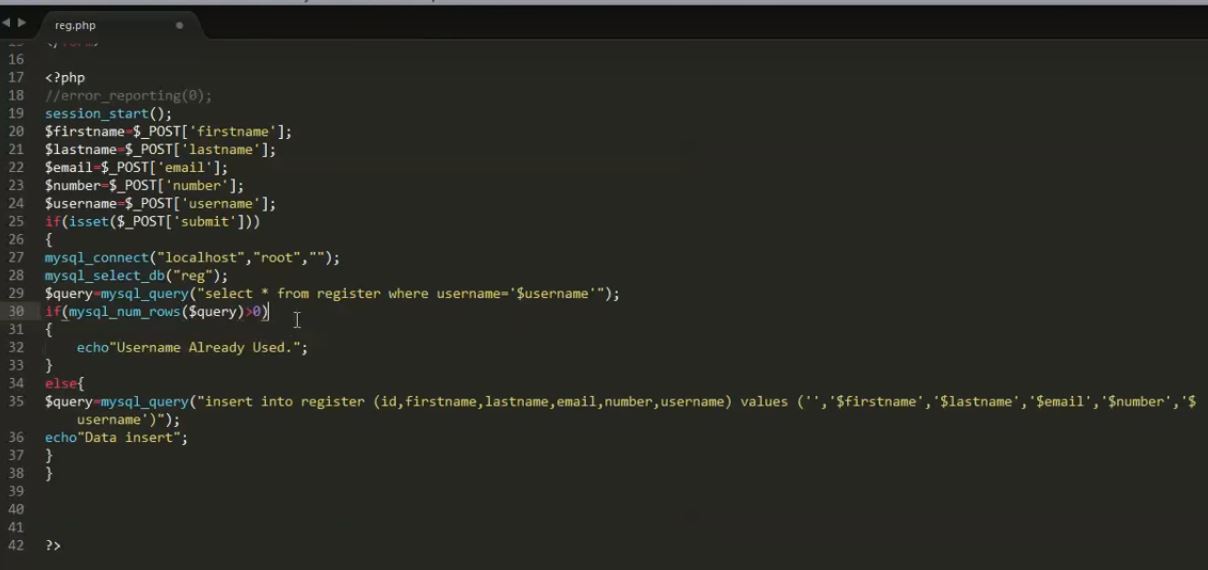 reg.php
15 </form>
16
17 <?php
18 //error_reporting(0);
19 session_start();
20 $firstname=$_POST['firstname'];
21 $lastname=$_POST['lastname'];
22 $email=$_POST['email'];
23 $number=$_POST['number'];
24 $username=$_POST['username'];
25 if(isset($_POST['submit']))
26 {
27 mysql_connect("localhost","root","");
28 mysql_select_db("reg");
29 $query=mysql_query("select * from register where username='$username'");
30 if(mysql_num_rows($query)>0)
31 {
32 echo"Username Already Used.";
33 }
34 else{
35 $query=mysql_query("insert into register (id,firstname,lastname,email,number,username) values ('','$firstname','$lastname','$email','$number','$
username')");
36 echo"Data insert";
37 }
38 }
39
40
41
42 ?>